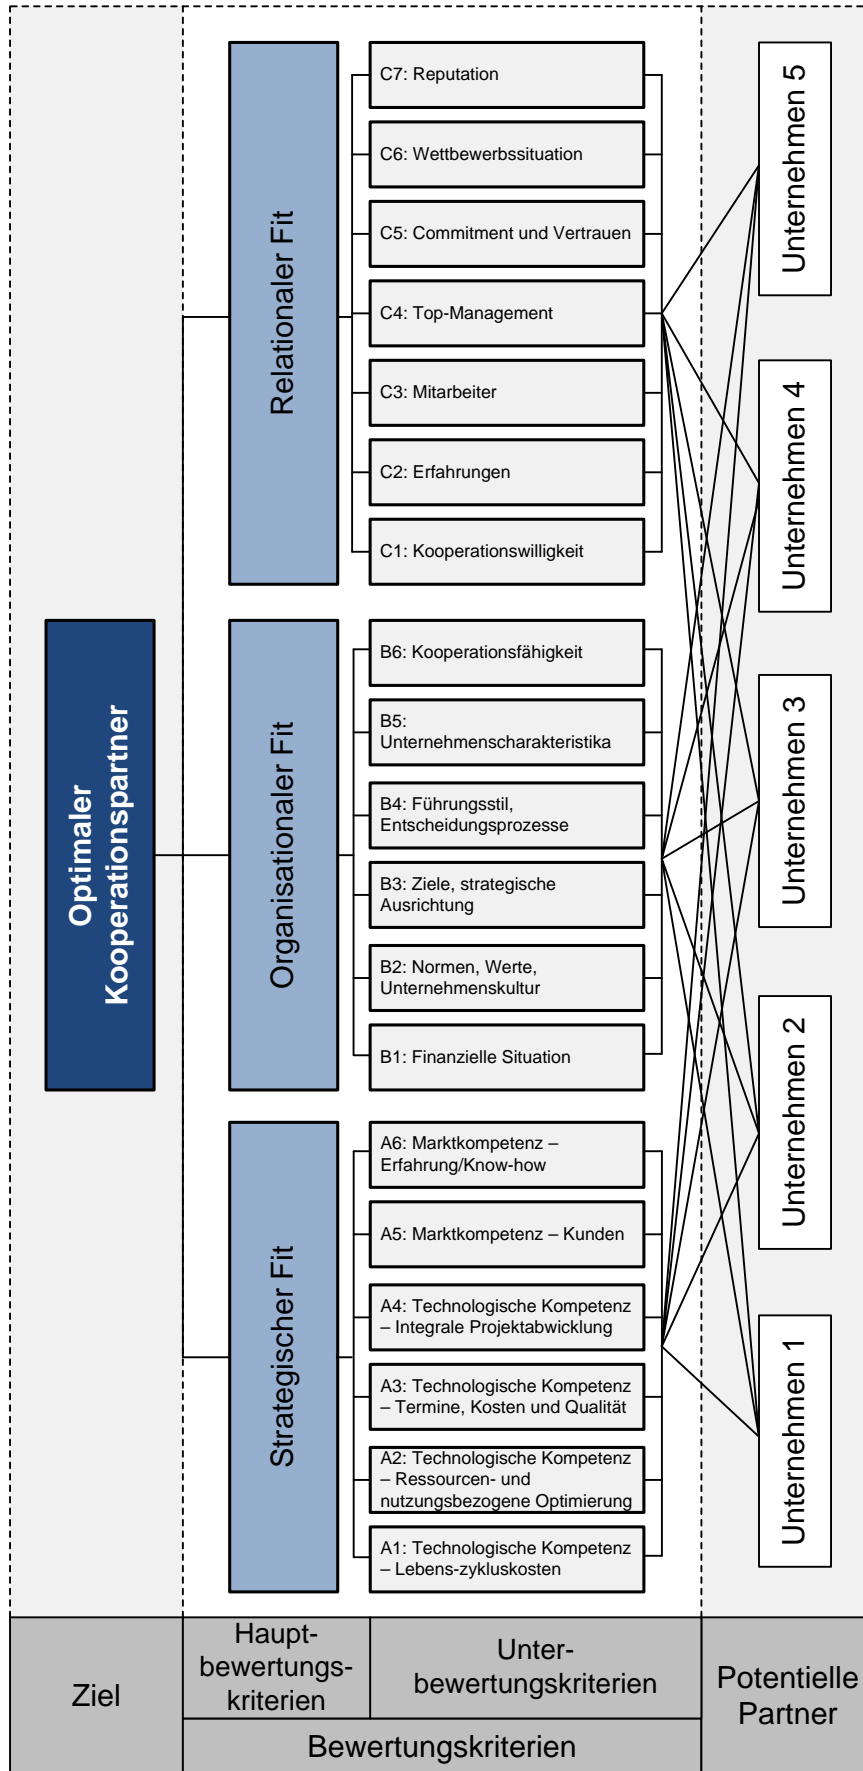 C7: Reputation
C6: Wettbewerbssituation
C5: Commitment und Vertrauen
C4: Top-Management
C3: Mitarbeiter
C2: Erfahrungen
C1: Kooperationswilligkeit
Relationaler Fit
Optimaler
Kooperationspartner
Organisationaler Fit
B6: Kooperationsfähigkeit
B5:
Unternehmenscharakteristika
B4: Führungsstil,
Entscheidungsprozesse
B3: Ziele, strategische
Ausrichtung
B2: Normen, Werte,
Unternehmenskultur
B1: Finanzielle Situation
Strategischer Fit
A6: Marktkompetenz –
Erfahrung/Know-how
A5: Marktkompetenz – Kunden
A4: Technologische Kompetenz
– Integrale Projektabwicklung
A3: Technologische Kompetenz
– Termine, Kosten und Qualität
A2: Technologische Kompetenz
– Ressourcen- und
nutzungsbezogene Optimierung
A1: Technologische Kompetenz
– Lebens-zykluskosten
Unternehmen 5
Unternehmen 4
Unternehmen 3
Unternehmen 2
Unternehmen 1
Ziel
Haupt-
bewertungs-
kriterien
Unter-
bewertungskriterien
Bewertungskriterien
Potentielle
Partner